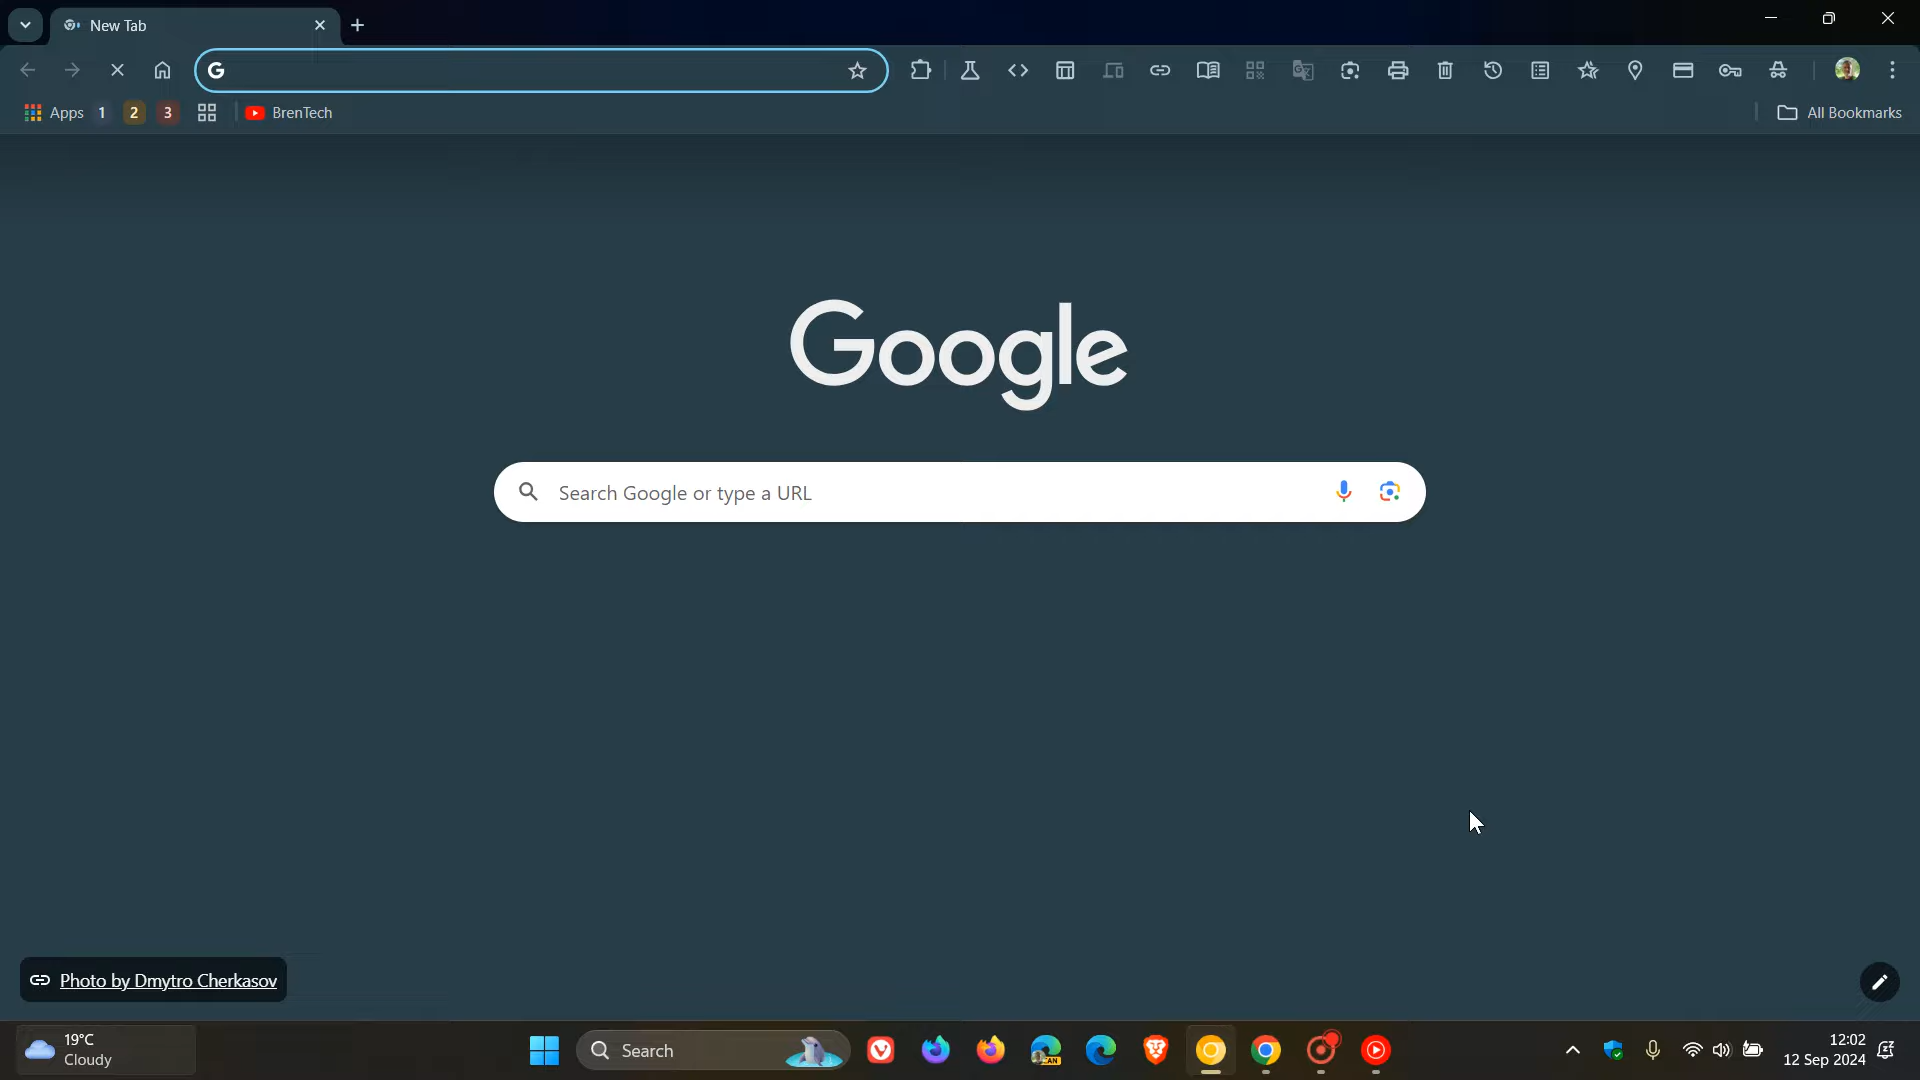 New Tab
Apps 1 2 3 BrenTech All Bookmarks
Google
Search Google or type a URL
Photo by Dmytro Cherkasov
19°C
Cloudy
Search
CAN
12:02
12 Sep 2024